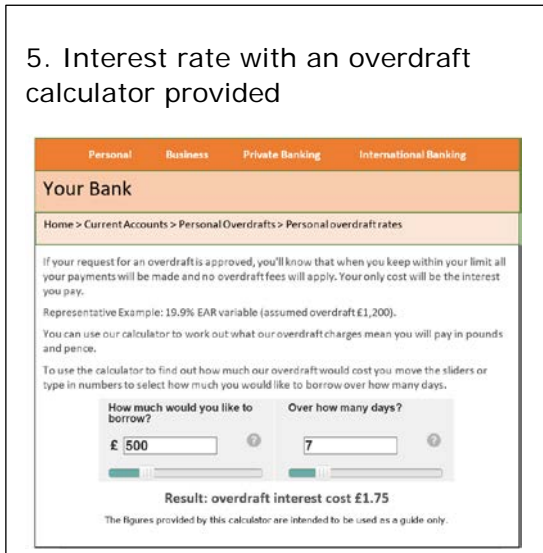 5. Interest rate with an overdraft
calculator provided
Personal Business Private Banking International Banking
Your Bank
Home > Current Accounts > Personal Overdrafts > Personal overdraft rates
If your request for an overdraft is approved, you'll know that when you keep within your limit all
your payments will be made and no overdraft fees will apply. Your only cost will be the interest
you pay.
Representative Example: 19.9% EAR variable (assumed overdraft £1,200).
You can use our calculator to work out what our overdraft charges mean you will pay in pounds
and pence.
To use the calculator to find out how much our overdraft would cost you move the sliders or
type in numbers to select how much you would like to borrow over how many days.
How much would you like to
borrow?
£ 500 ?
Over how many days?
7 ?
Result: overdraft interest cost £1.75
The figures provided by this calculator are intended to be used as a guide only.